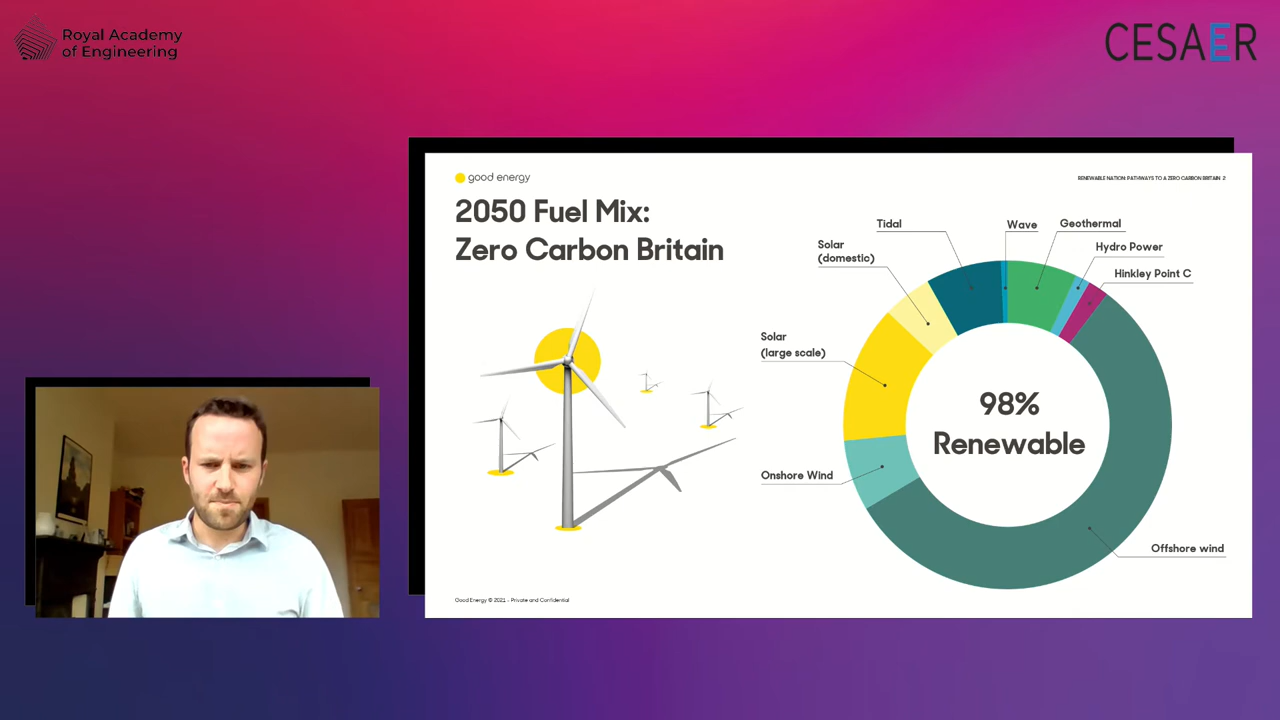 Royal Academy
of Engineering
CESAER
good energy
RENEWABLE NATION: PATHWAYS TO A ZERO CARBON BRITAIN 2
2050 Fuel Mix:
Zero Carbon Britain
Tidal
Wave
Geothermal
Solar
(domestic)
Hydro Power
Hinkley Point C
Solar
(large scale)
98%
Renewable
Onshore Wind
Offshore wind
Good Energy © 2021 - Private and Confidential